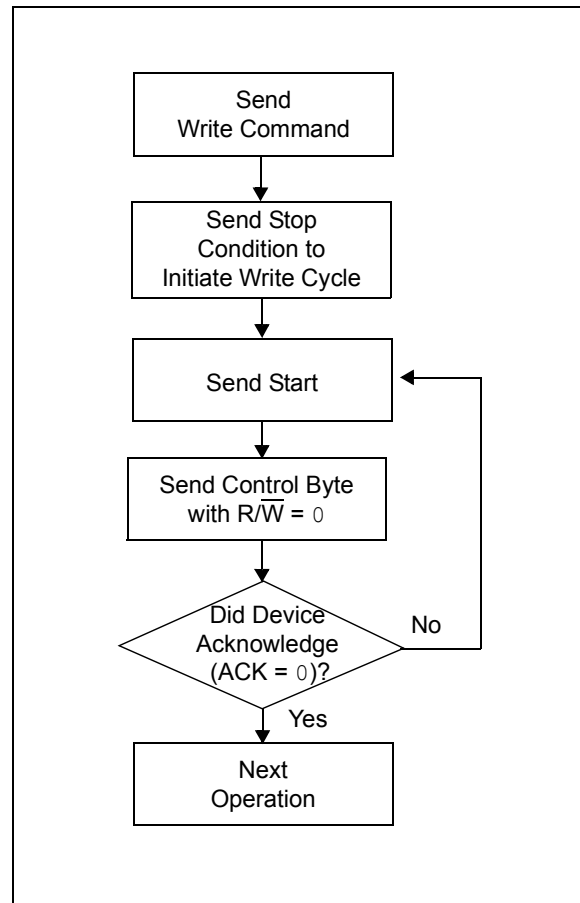 Send
Write Command
Send Stop
Condition to
Initiate Write Cycle
Send Start
Send Control Byte
with R/W̅ = 0
Did Device
Acknowledge
(ACK = 0)?
No
Yes
Next
Operation